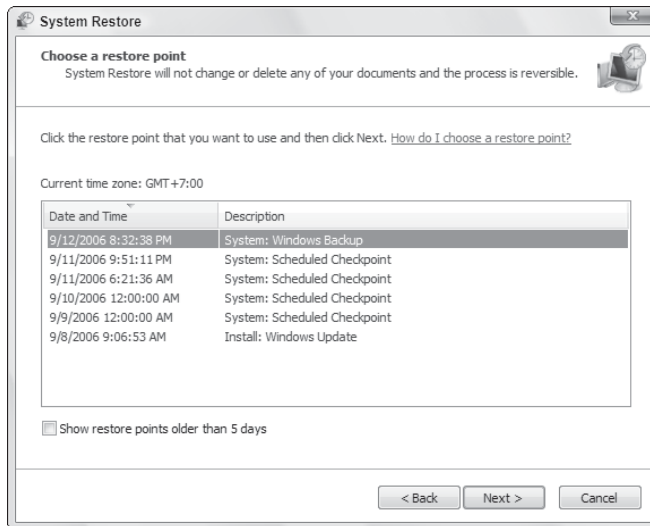 System Restore
Choose a restore point
System Restore will not change or delete any of your documents and the process is reversible.
Click the restore point that you want to use and then click Next. How do I choose a restore point?
Current time zone: GMT+7:00
Date and Time Description
9/12/2006 8:32:38 PM System: Windows Backup
9/11/2006 9:51:11 PM System: Scheduled Checkpoint
9/11/2006 6:21:36 AM System: Scheduled Checkpoint
9/10/2006 12:00:00 AM System: Scheduled Checkpoint
9/9/2006 12:00:00 AM System: Scheduled Checkpoint
9/8/2006 9:06:53 AM Install: Windows Update
Show restore points older than 5 days
< Back Next > Cancel